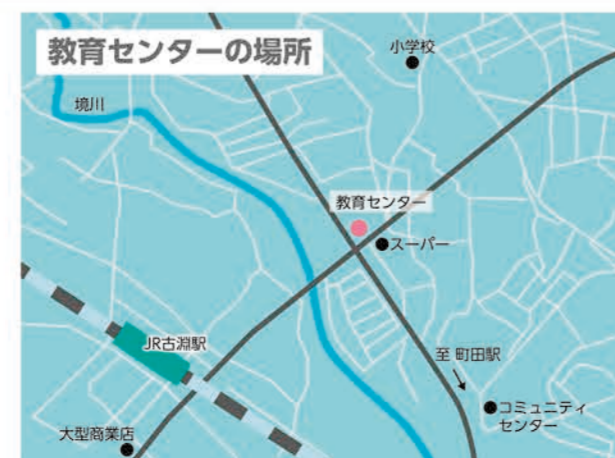 教育センターの場所
小学校
境川
教育センター
スーパー
JR古淵駅
至 町田駅
コミュニティ
センター
大型商業店